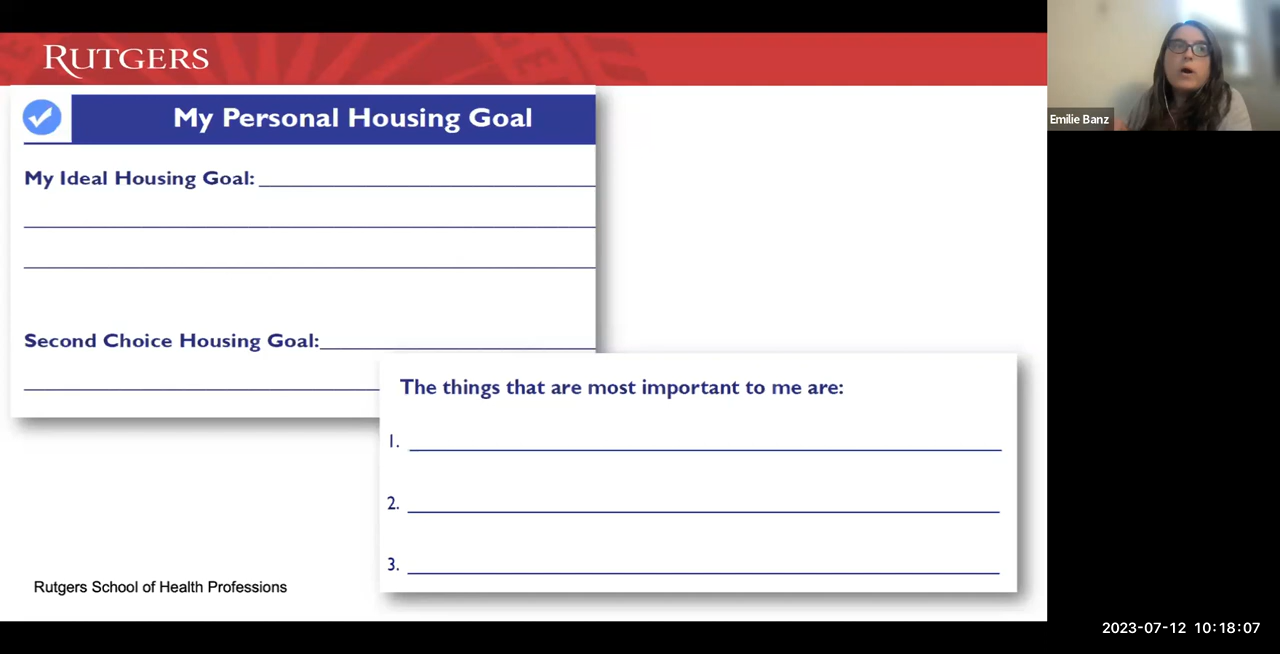 RUTGERS
My Personal Housing Goal
My Ideal Housing Goal:
Second Choice Housing Goal:
The things that are most important to me are:
1.
2.
3.
Rutgers School of Health Professions
Emilie Banz
2023-07-12 10:18:07